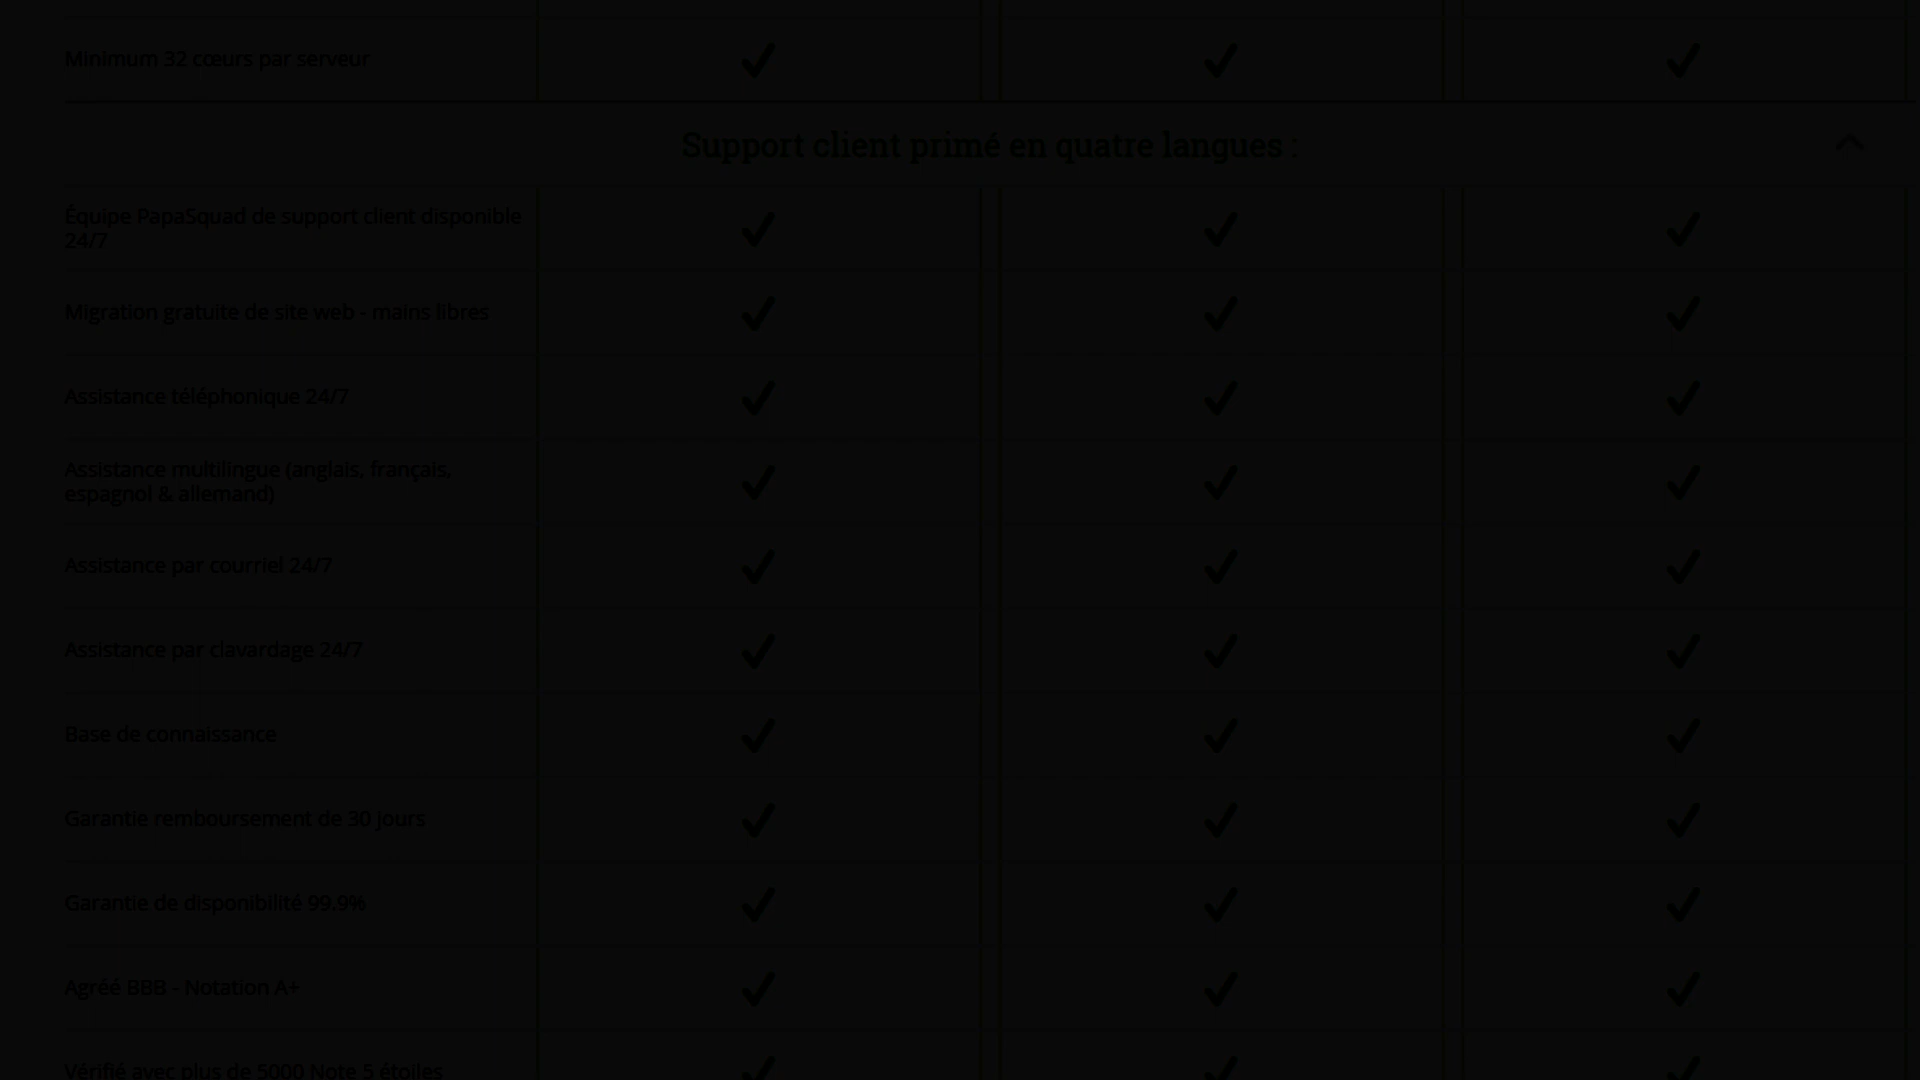 Minimum 32 cœurs par serveur
Support client primé en quatre langues :
Équipe PapaSquad de support client disponible
24/7
Migration gratuite de site web - mains libres
Assistance téléphonique 24/7
Assistance multilingue (anglais, français,
espagnol & allemand)
Assistance par courriel 24/7
Assistance par clavardage 24/7
Base de connaissance
Garantie remboursement de 30 jours
Garantie de disponibilité 99.9%
Agréé BBB - Notation A+
Vérifié avec plus de 5000 Note 5 étoiles